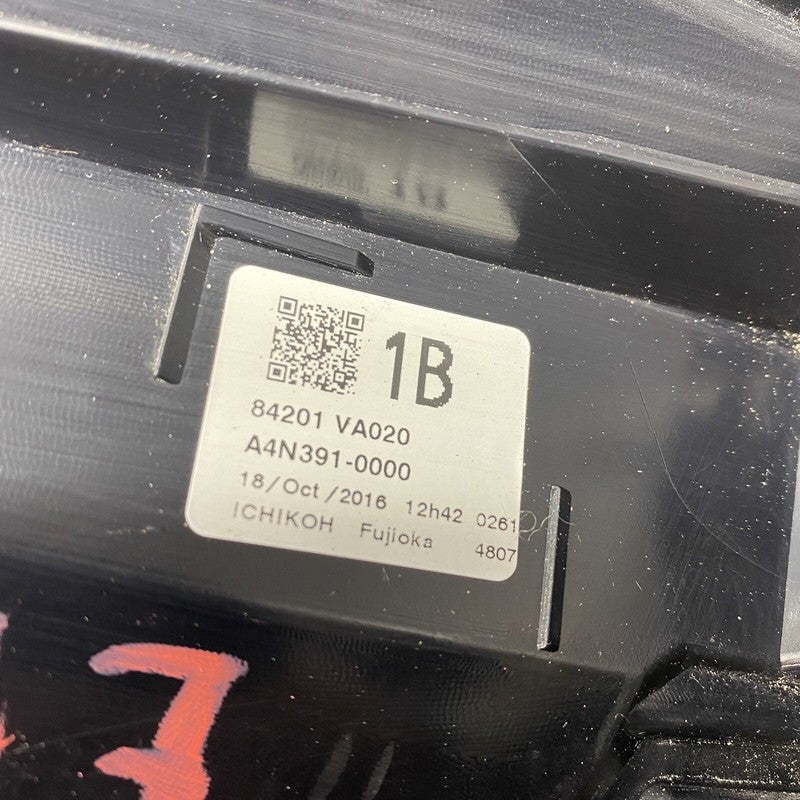 1B
84201 VA020
A4N391-0000
18/Oct/2016 12h42 0261
ICHIKOH Fujioka 4807